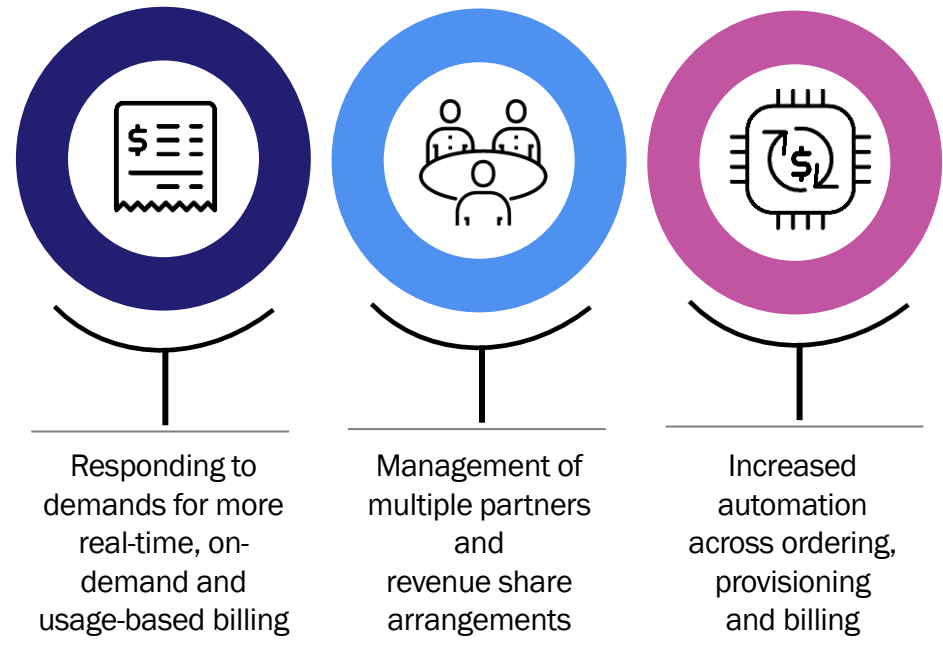 $
$
Responding to
demands for more
real-time, on-
demand and
usage-based billing
Management of
multiple partners
and
revenue share
arrangements
Increased
automation
across ordering,
provisioning
and billing